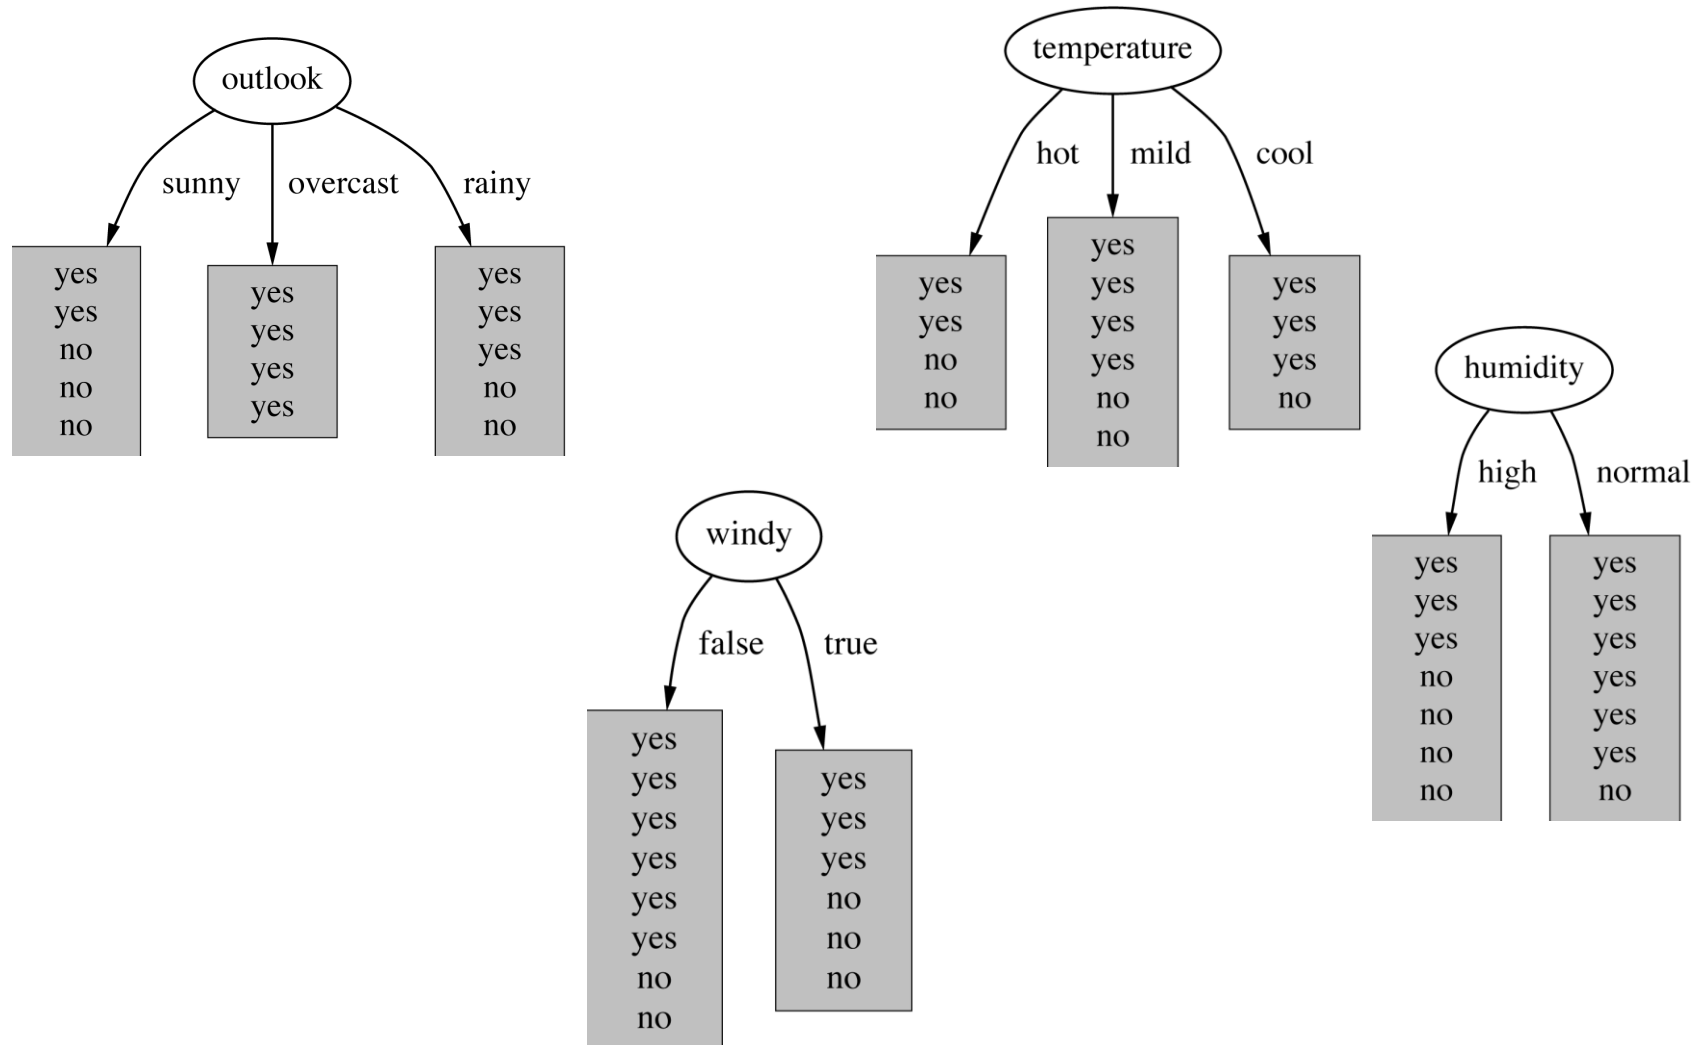 outlook
sunny
overcast
rainy
yes
yes
no
no
no
yes
yes
yes
yes
yes
yes
yes
no
no
temperature
hot
mild
cool
yes
yes
no
no
yes
yes
yes
yes
no
no
yes
yes
yes
no
windy
false
true
yes
yes
yes
yes
yes
yes
no
no
yes
yes
yes
no
no
no
humidity
high
normal
yes
yes
yes
no
no
no
no
yes
yes
yes
yes
yes
yes
no